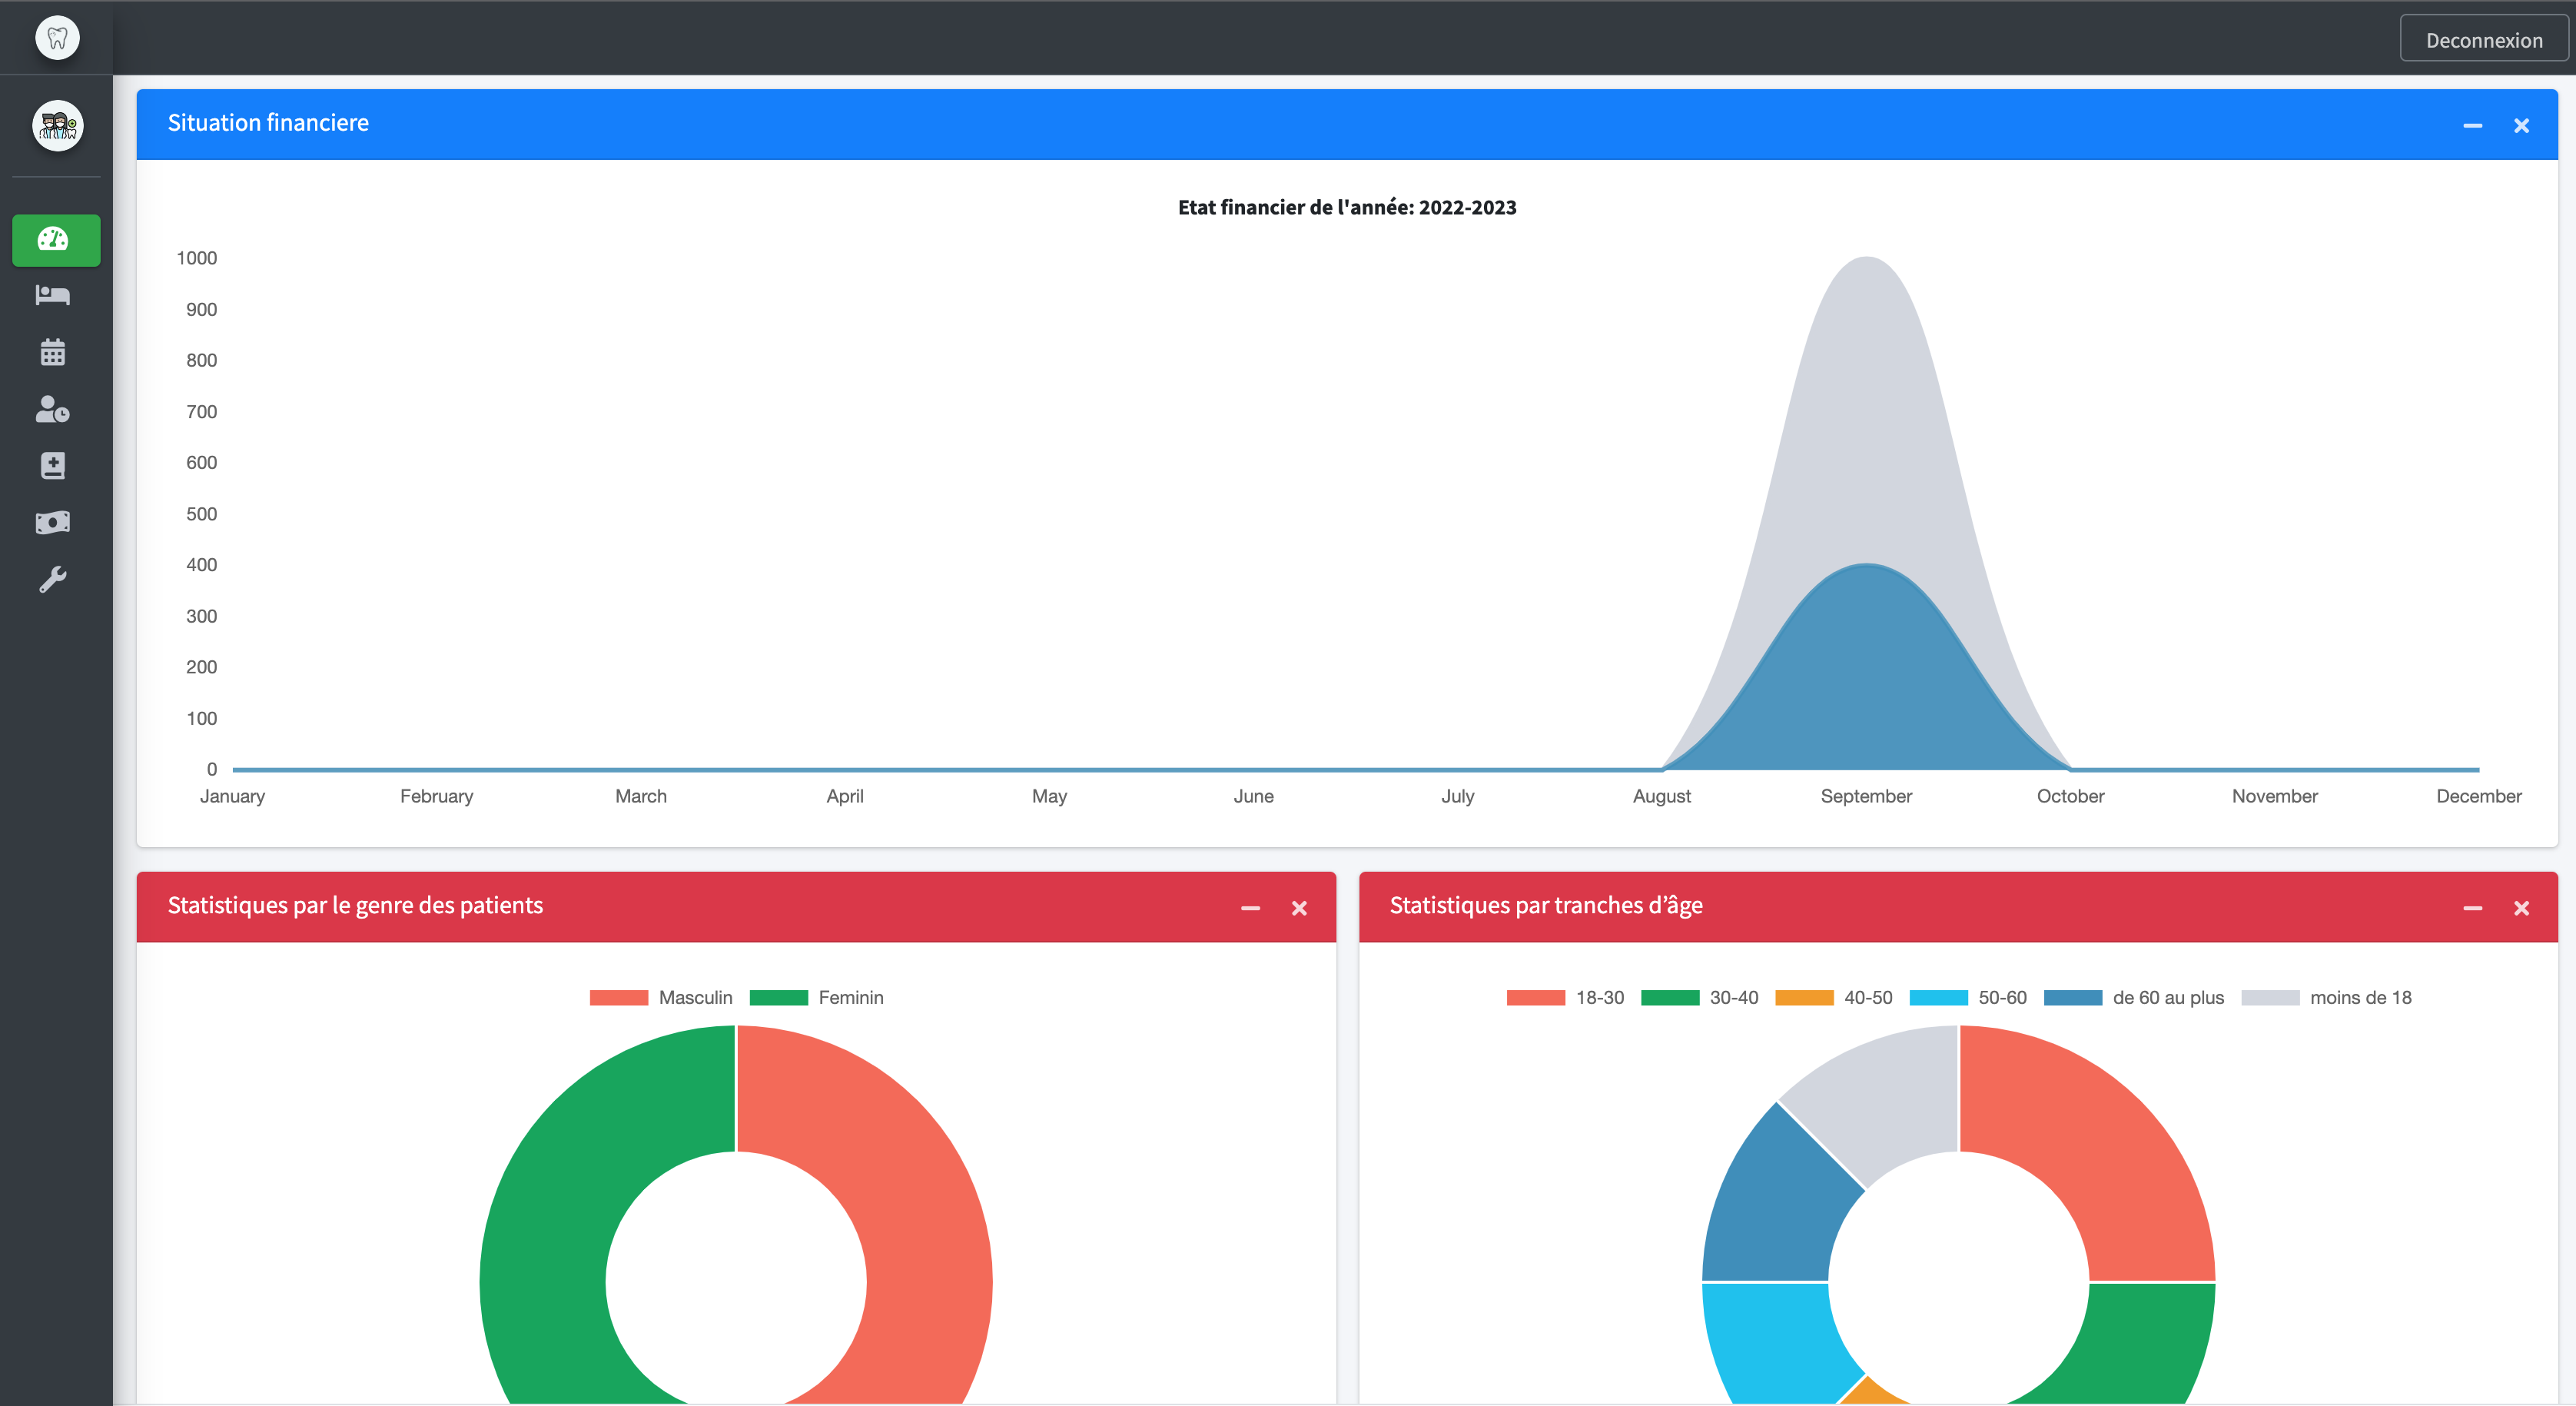 Deconnexion
Situation financiere
Etat financier de l'année: 2022-2023
1000
900
800
700
600
500
400
300
200
100
0
January February March April May June July August September October November December
Statistiques par le genre des patients
Masculin Feminin
Statistiques par tranches d’âge
18-30 30-40 40-50 50-60 de 60 au plus moins de 18